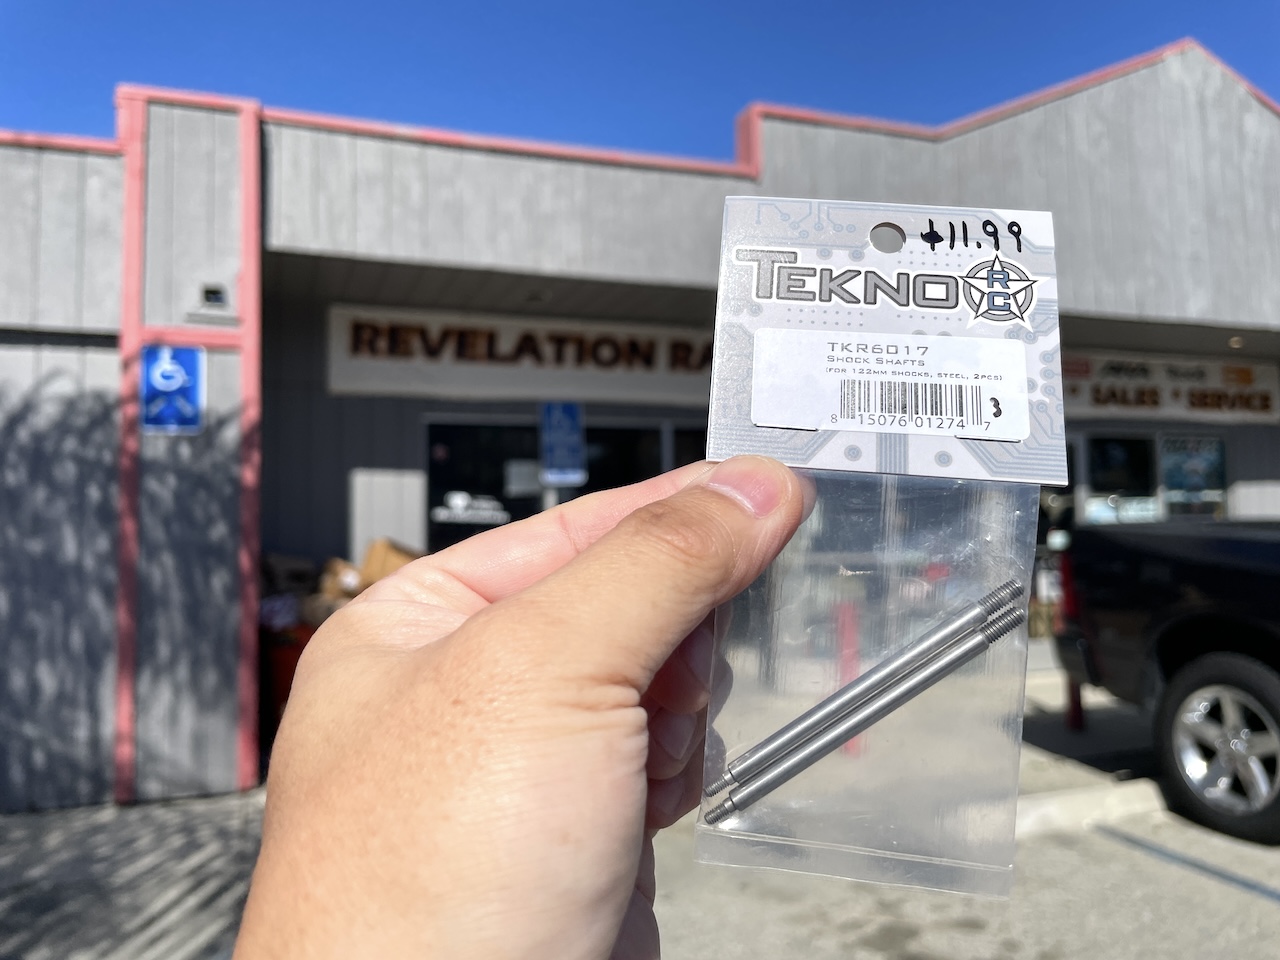 $11.99
TEKNO RC
TKR6017
SHOCK SHAFTS
(FOR 122MM SHOCKS, STEEL, 2PCS)
8 15076 01274 7
3
REVELATION RA
SALES * SERVICE